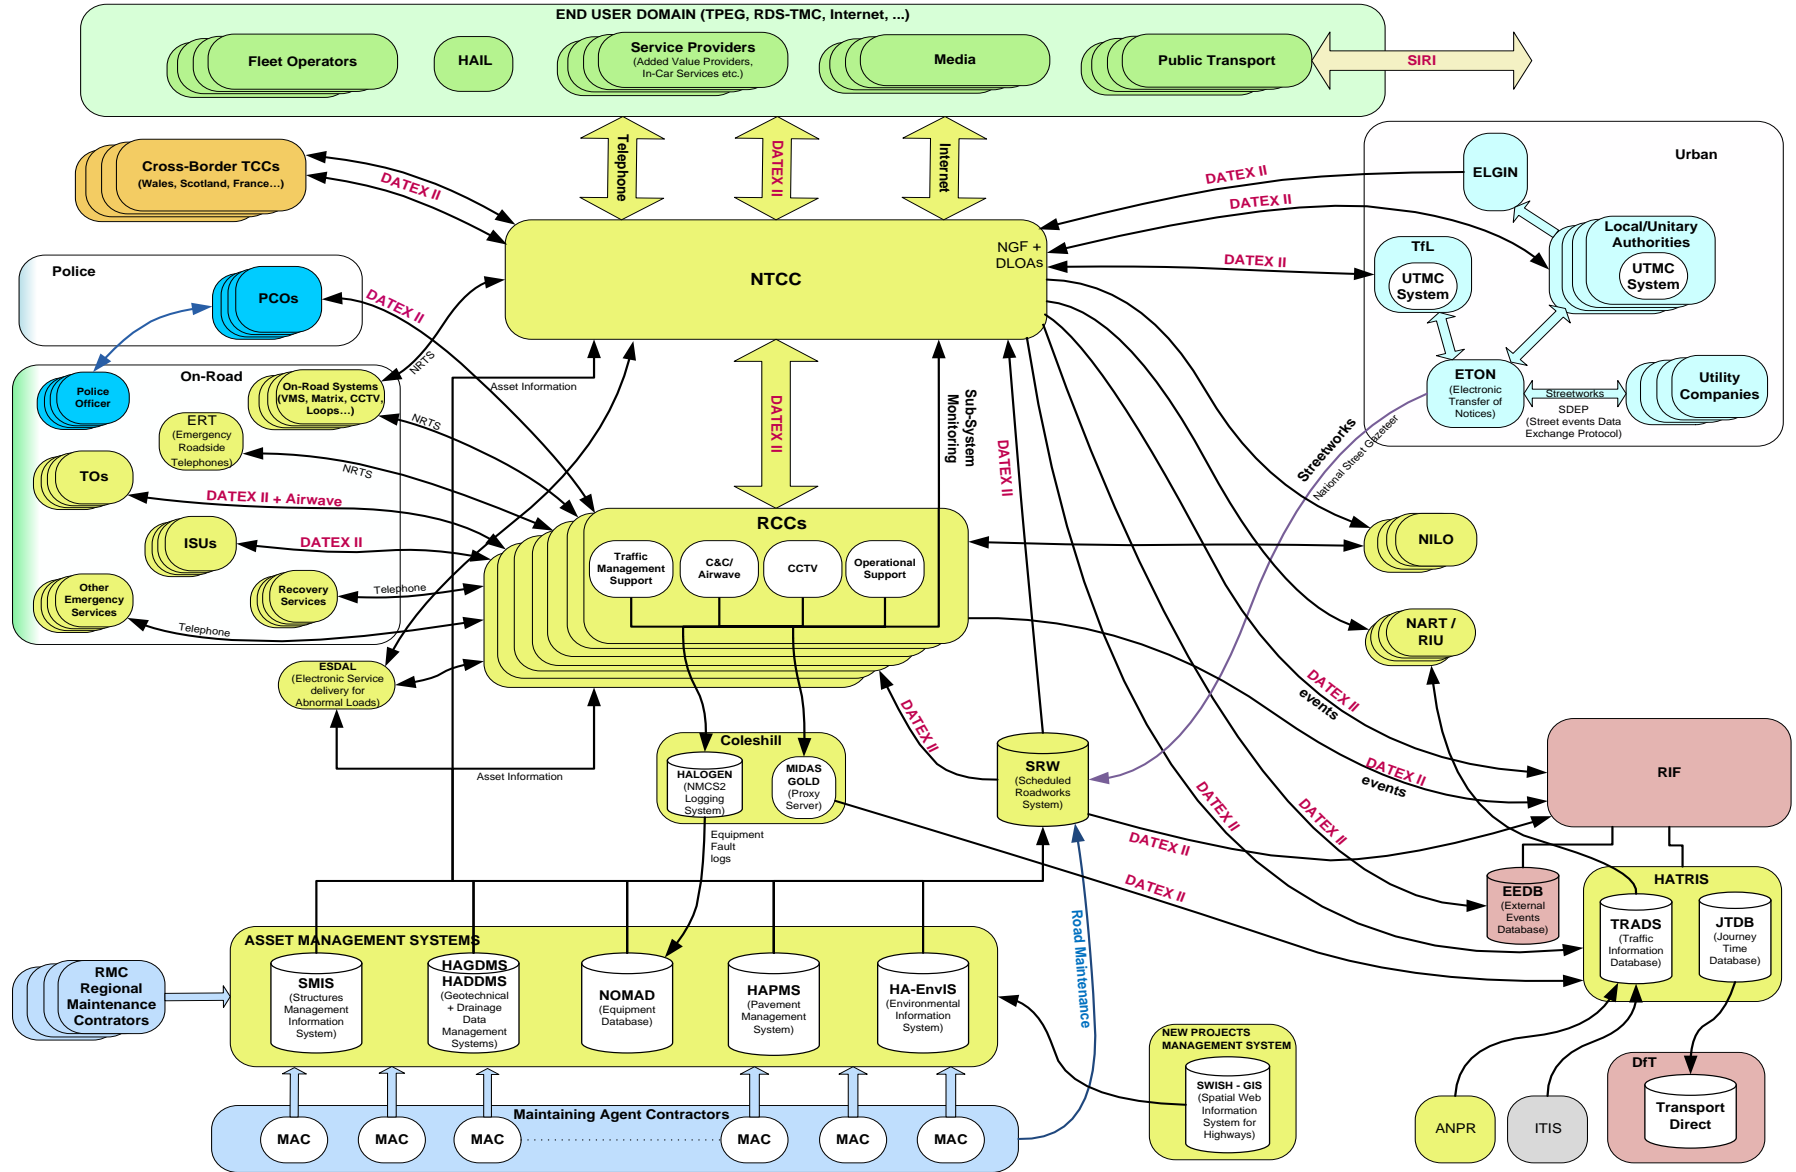 END USER DOMAIN (TPEG, RDS-TMC, Internet, ...)
Fleet Operators
HAIL
Service Providers
(Added Value Providers,
In-Car Services etc.)
Media
Public Transport
SIRI
Telephone
DATEX II
Internet
Cross-Border TCCs
(Wales, Scotland, France...)
DATEX II
Urban
ELGIN
DATEX II
DATEX II
DATEX II
Local/Unitary
Authorities
UTMC
System
TfL
UTMC
System
ETON
(Electronic
Transfer of
Notices)
Streetworks
SDEP
(Street events Data
Exchange Protocol)
Utility
Companies
NTCC
NGF +
DLOAs
Police
PCOs
DATEX II
On-Road
Police
Officer
On-Road Systems
(VMS, Matrix, CCTV,
Loops...)
NRTS
NRTS
NRTS
ERT
(Emergency
Roadside
Telephones)
TOs
DATEX II + Airwave
ISUs
DATEX II
Other
Emergency
Services
Recovery
Services
Telephone
Telephone
Asset Information
DATEX II
Sub-System
Monitoring
DATEX II
Streetworks
National Street Gazeteer
RCCs
Traffic
Management
Support
C&C/
Airwave
CCTV
Operational
Support
NILO
NART /
RIU
ESDAL
(Electronic Service
delivery for
Abnormal Loads)
Asset Information
Coleshill
HALOGEN
(NMCS2
Logging
System)
MIDAS
GOLD
(Proxy
Server)
Equipment
Fault
logs
DATEX II
SRW
(Scheduled
Roadworks
System)
DATEX II
events
DATEX II
events
DATEX II
DATEX II
DATEX II
DATEX II
RIF
EEDB
(External
Events
Database)
HATRIS
TRADS
(Traffic
Information
Database)
JTDB
(Journey
Time
Database)
Road Maintenance
ASSET MANAGEMENT SYSTEMS
SMIS
(Structures
Management
Information
System)
HAGDMS
HADDMS
(Geotechnical
+ Drainage
Data
Management
Systems)
NOMAD
(Equipment
Database)
HAPMS
(Pavement
Management
System)
HA-EnvIS
(Environmental
Information
System)
RMC
Regional
Maintenance
Contrators
Maintaining Agent Contractors
MAC
MAC
MAC
MAC
MAC
MAC
NEW PROJECTS
MANAGEMENT SYSTEM
SWISH - GIS
(Spatial Web
Information
System for
Highways)
ANPR
ITIS
DfT
Transport
Direct